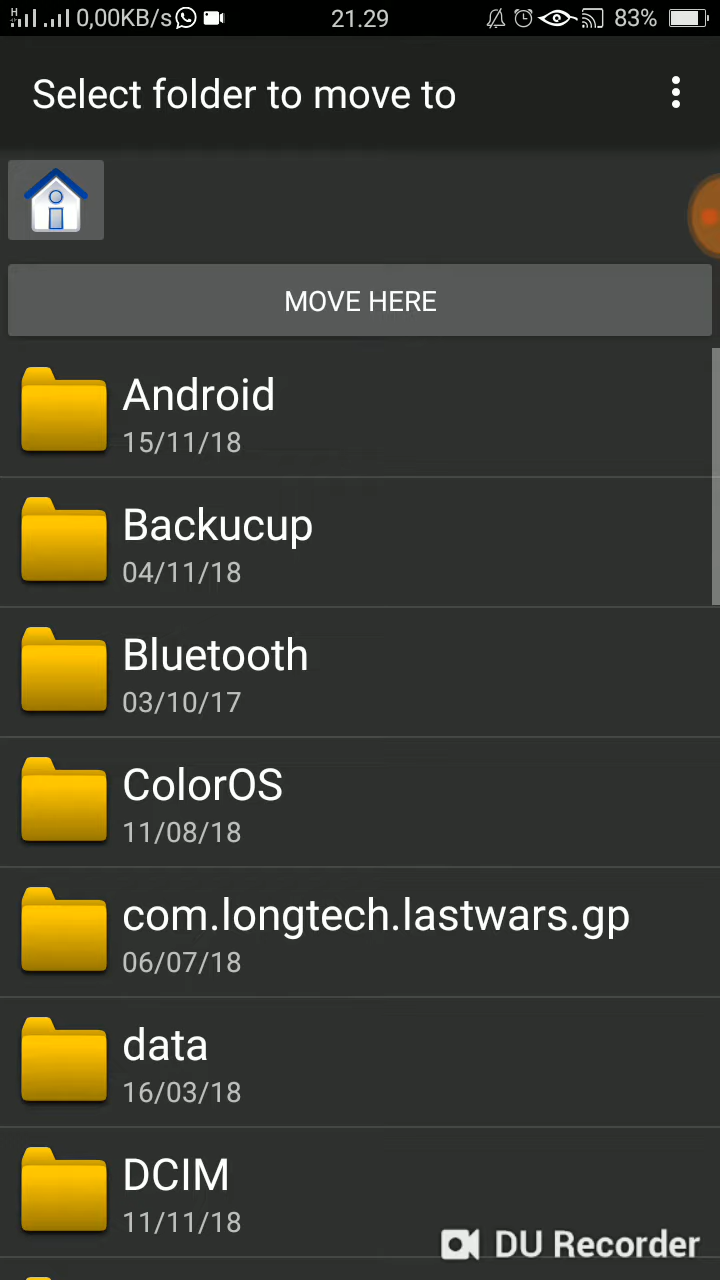 H 0,00KB/s 21.29 83%
Select folder to move to
MOVE HERE
Android
15/11/18
Backucup
04/11/18
Bluetooth
03/10/17
ColorOS
11/08/18
com.longtech.lastwars.gp
06/07/18
data
16/03/18
DCIM
11/11/18
DU Recorder